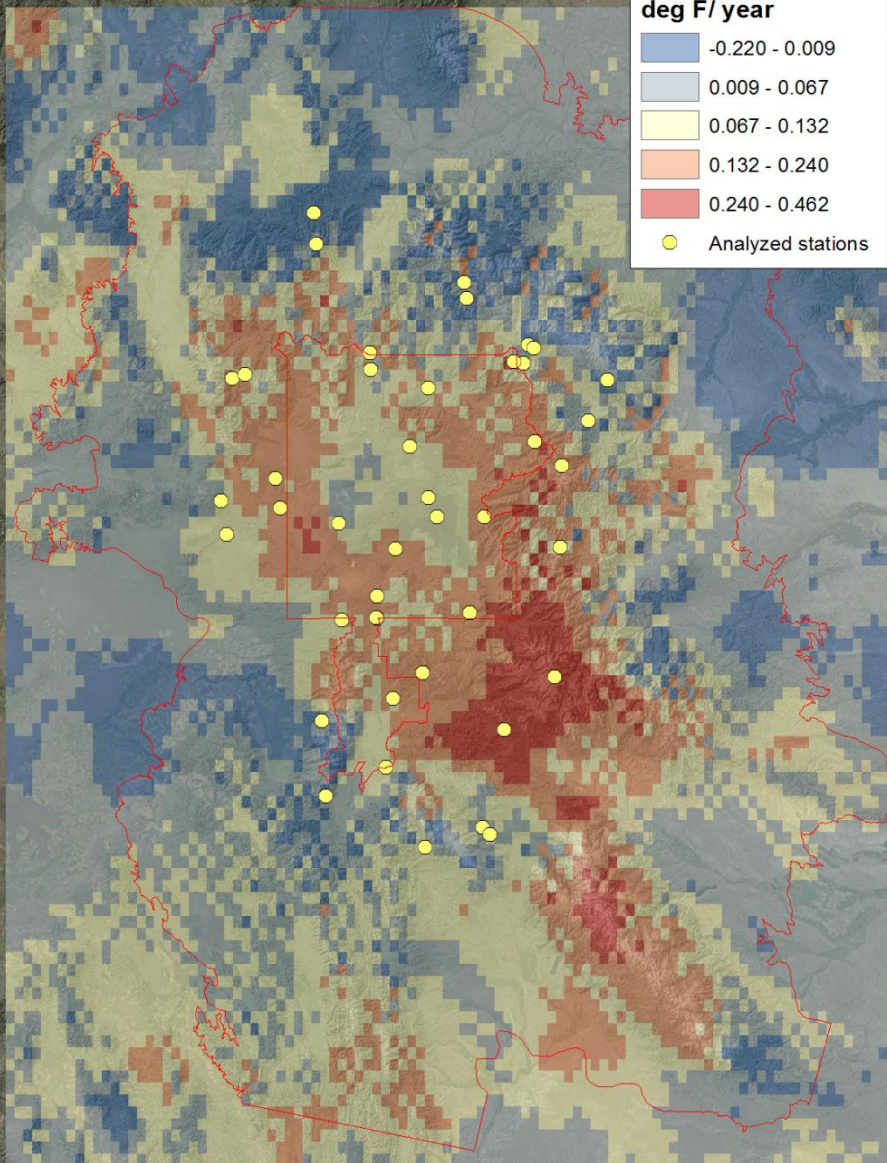 deg F/ year
-0.220 - 0.009
0.009 - 0.067
0.067 - 0.132
0.132 - 0.240
0.240 - 0.462
Analyzed stations